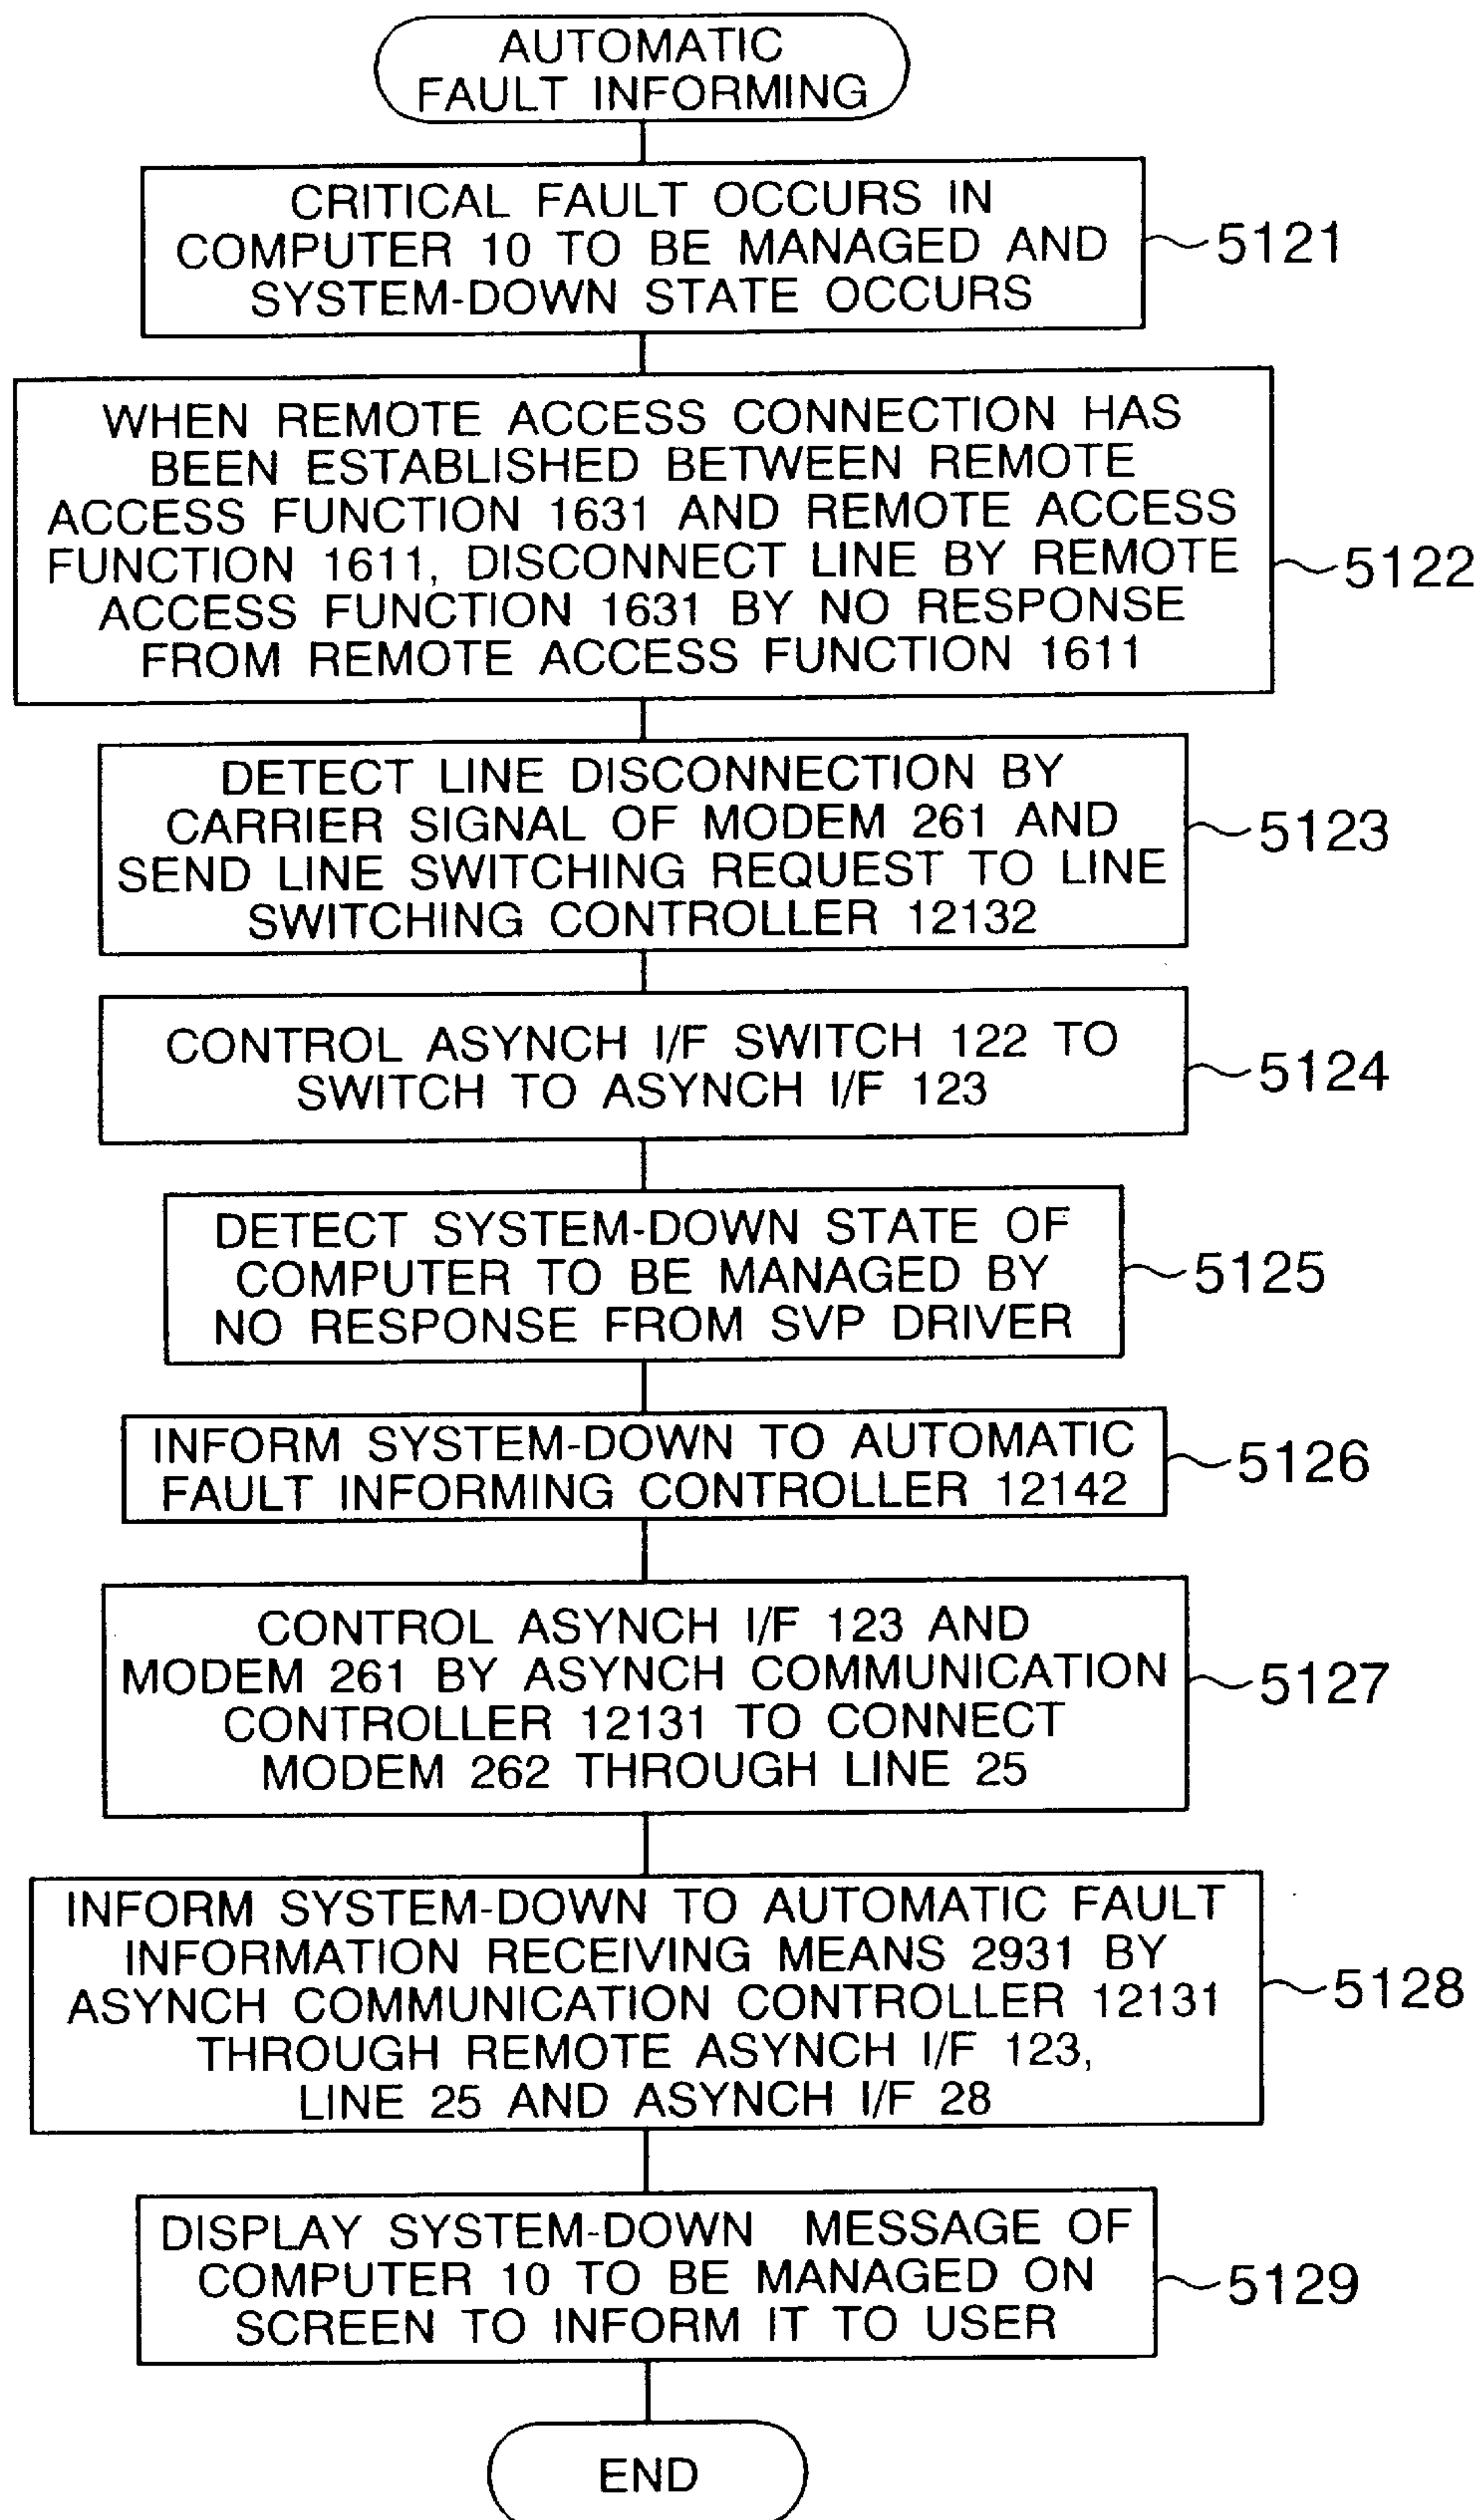 AUTOMATIC
FAULT INFORMING
CRITICAL FAULT OCCURS IN
COMPUTER 10 TO BE MANAGED AND
SYSTEM-DOWN STATE OCCURS
5121
WHEN REMOTE ACCESS CONNECTION HAS
BEEN ESTABLISHED BETWEEN REMOTE
ACCESS FUNCTION 1631 AND REMOTE ACCESS
FUNCTION 1611, DISCONNECT LINE BY REMOTE
ACCESS FUNCTION 1631 BY NO RESPONSE
FROM REMOTE ACCESS FUNCTION 1611
5122
DETECT LINE DISCONNECTION BY
CARRIER SIGNAL OF MODEM 261 AND
SEND LINE SWITCHING REQUEST TO LINE
SWITCHING CONTROLLER 12132
5123
CONTROL ASYNCH I/F SWITCH 122 TO
SWITCH TO ASYNCH I/F 123
5124
DETECT SYSTEM-DOWN STATE OF
COMPUTER TO BE MANAGED BY
NO RESPONSE FROM SVP DRIVER
5125
INFORM SYSTEM-DOWN TO AUTOMATIC
FAULT INFORMING CONTROLLER 12142
5126
CONTROL ASYNCH I/F 123 AND
MODEM 261 BY ASYNCH COMMUNICATION
CONTROLLER 12131 TO CONNECT
MODEM 262 THROUGH LINE 25
5127
INFORM SYSTEM-DOWN TO AUTOMATIC FAULT
INFORMATION RECEIVING MEANS 2931 BY
ASYNCH COMMUNICATION CONTROLLER 12131
THROUGH REMOTE ASYNCH I/F 123,
LINE 25 AND ASYNCH I/F 28
5128
DISPLAY SYSTEM-DOWN MESSAGE OF
COMPUTER 10 TO BE MANAGED ON
SCREEN TO INFORM IT TO USER
5129
END